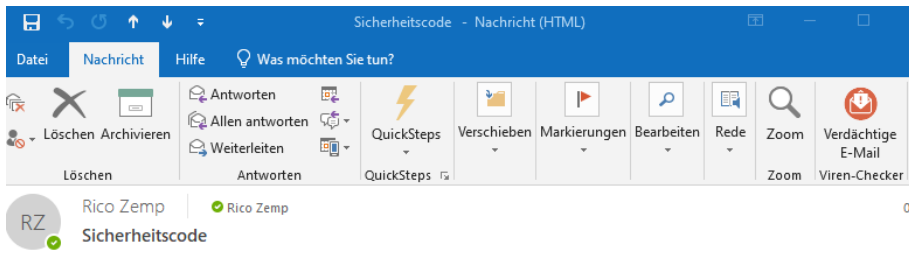 Sicherheitscode - Nachricht (HTML)
Datei Nachricht Hilfe Was möchten Sie tun?
Löschen Archivieren
Antworten
Allen antworten
Weiterleiten
QuickSteps
Verschieben
Markierungen
Bearbeiten
Rede
Zoom
Verdächtige
E-Mail
Löschen Antworten QuickSteps Zoom Viren-Checker
RZ
Rico Zemp Rico Zemp
Sicherheitscode